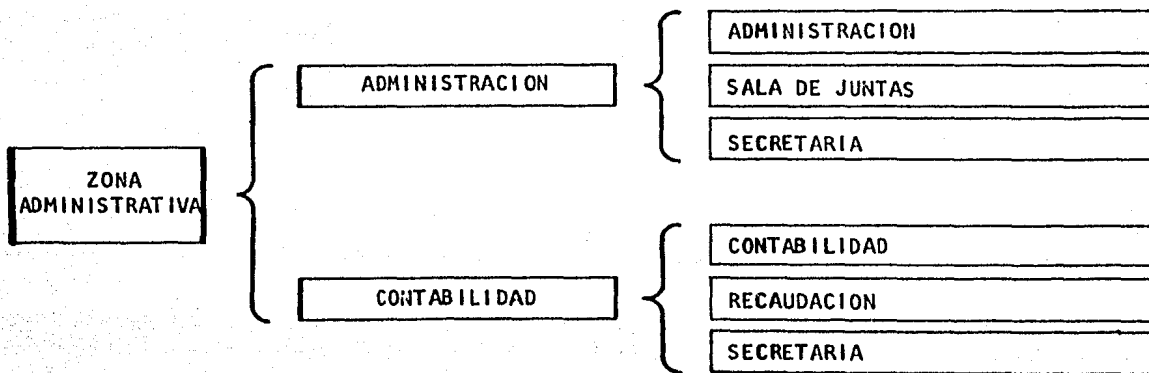 ZONA
ADMINISTRATIVA
ADMINISTRACION
ADMINISTRACION
SALA DE JUNTAS
SECRETARIA
CONTABILIDAD
CONTABILIDAD
RECAUDACION
SECRETARIA